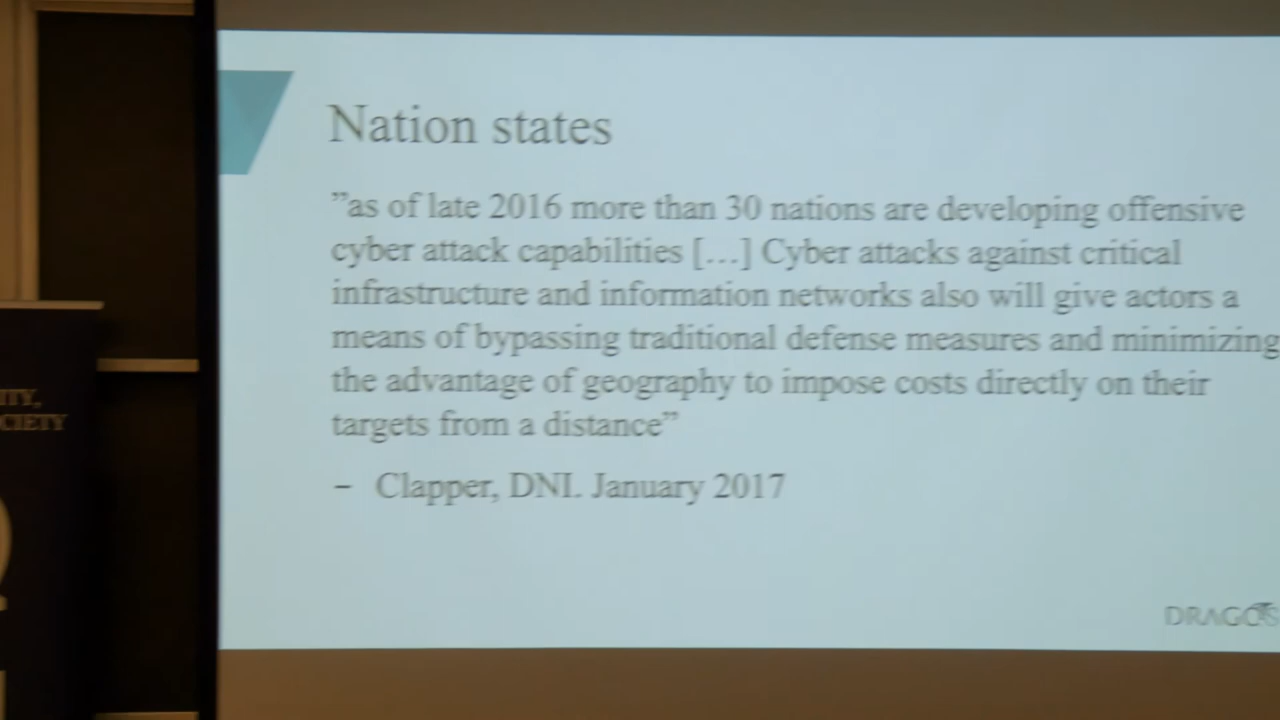 Nation states
”as of late 2016 more than 30 nations are developing offensive
cyber attack capabilities […] Cyber attacks against critical
infrastructure and information networks also will give actors a
means of bypassing traditional defense measures and minimizing
the advantage of geography to impose costs directly on their
targets from a distance”
– Clapper, DNI. January 2017
DRAGOS
ITY,
CIETY